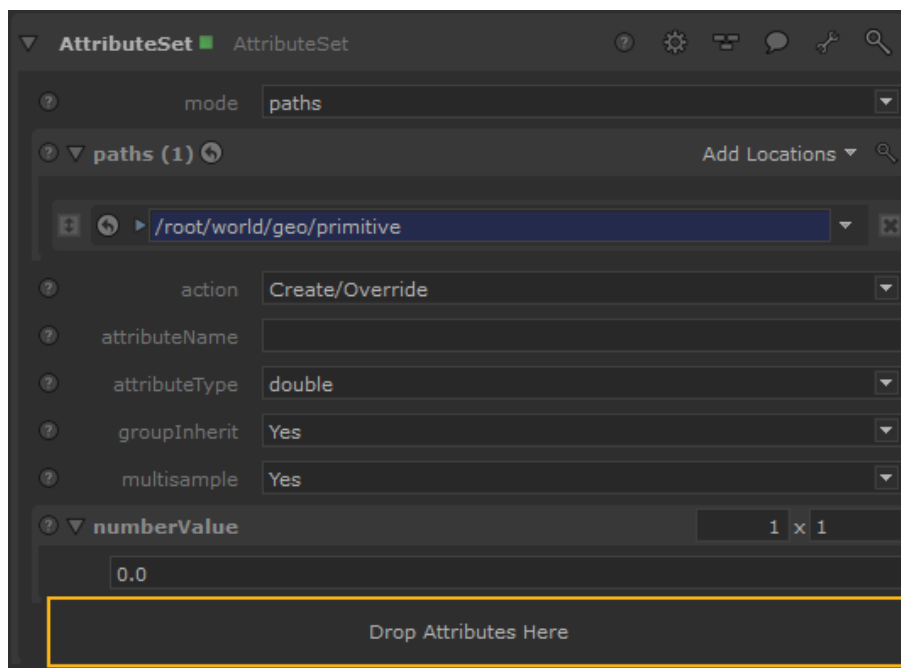 AttributeSet AttributeSet
mode paths
paths (1) Add Locations
/root/world/geo/primitive
action Create/Override
attributeName
attributeType double
groupInherit Yes
multisample Yes
numberValue 1 x 1
0.0
Drop Attributes Here